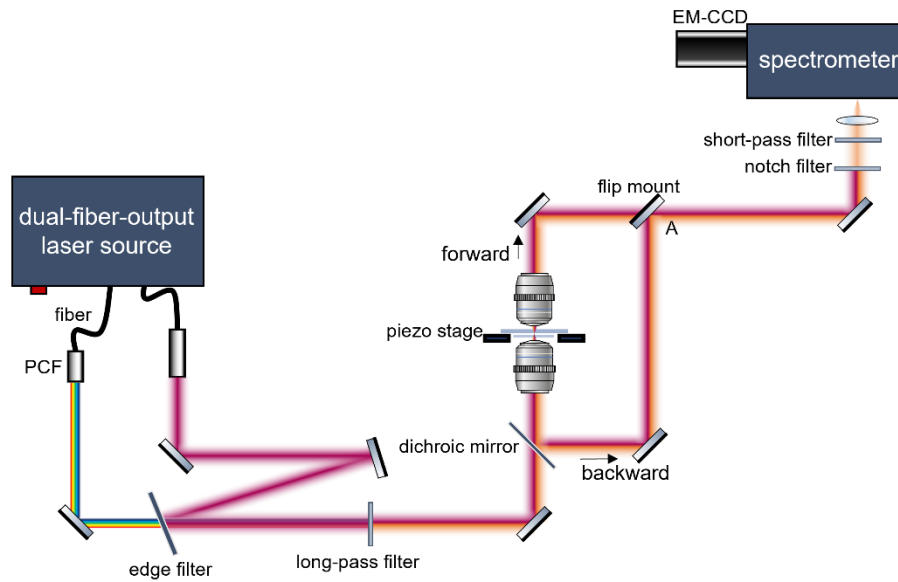 EM-CCD
spectrometer
short-pass filter
notch filter
flip mount
A
dual-fiber-output
laser source
forward
fiber
piezo stage
PCF
dichroic mirror
backward
long-pass filter
edge filter